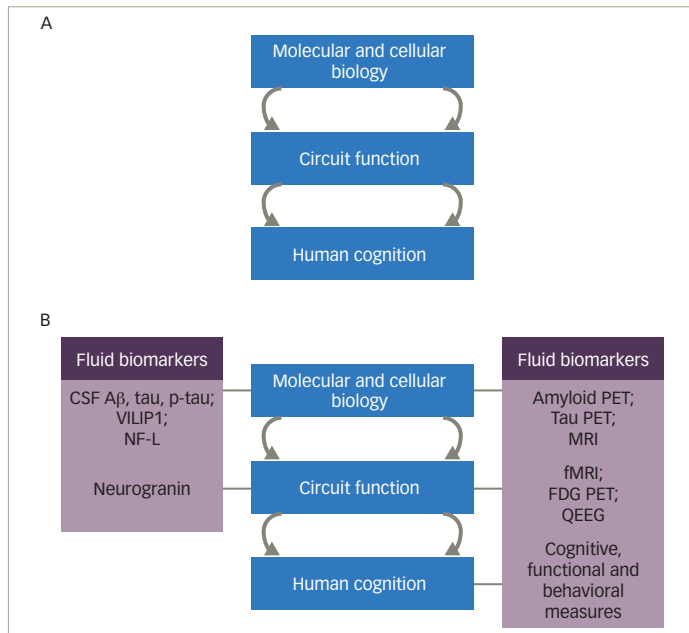 A
Molecular and cellular
biology
Circuit function
Human cognition
B
Fluid biomarkers
CSF Aβ, tau, p-tau;
VILIP1;
NF-L
Neurogranin
Molecular and cellular
biology
Circuit function
Human cognition
Fluid biomarkers
Amyloid PET;
Tau PET;
MRI
fMRI;
FDG PET;
QEEG
Cognitive,
functional and
behavioral
measures